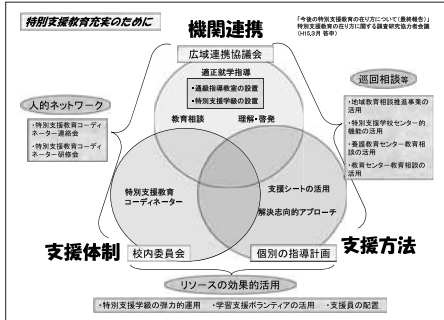 特別支援教育充実のために
機関連携
「今後の特別支援教育の在り方について(最終報告)」
特別支援教育の在り方に関する調査研究協力者会議
(H15,3月 答申)
広域連携協議会
適正就学指導
・通級指導教室の設置
・特別支援学級の設置
教育相談
理解・啓発
人的ネットワーク
・特別支援教育コーディ
ネーター連絡会
・特別支援教育コーディ
ネーター研修会
巡回相談等
・地域教育相談推進事業の
活用
・特別支援学校センター的
機能の活用
・養護教育センター教育相
談の活用
・教育センター教育相談の
活用
特別支援教育
コーディネーター
支援シートの活用
解決志向的アプローチ
支援体制
校内委員会
個別の指導計画
支援方法
リソースの効果的活用
・特別支援学級の弾力的運用 ・学習支援ボランティアの活用 ・支援員の配置